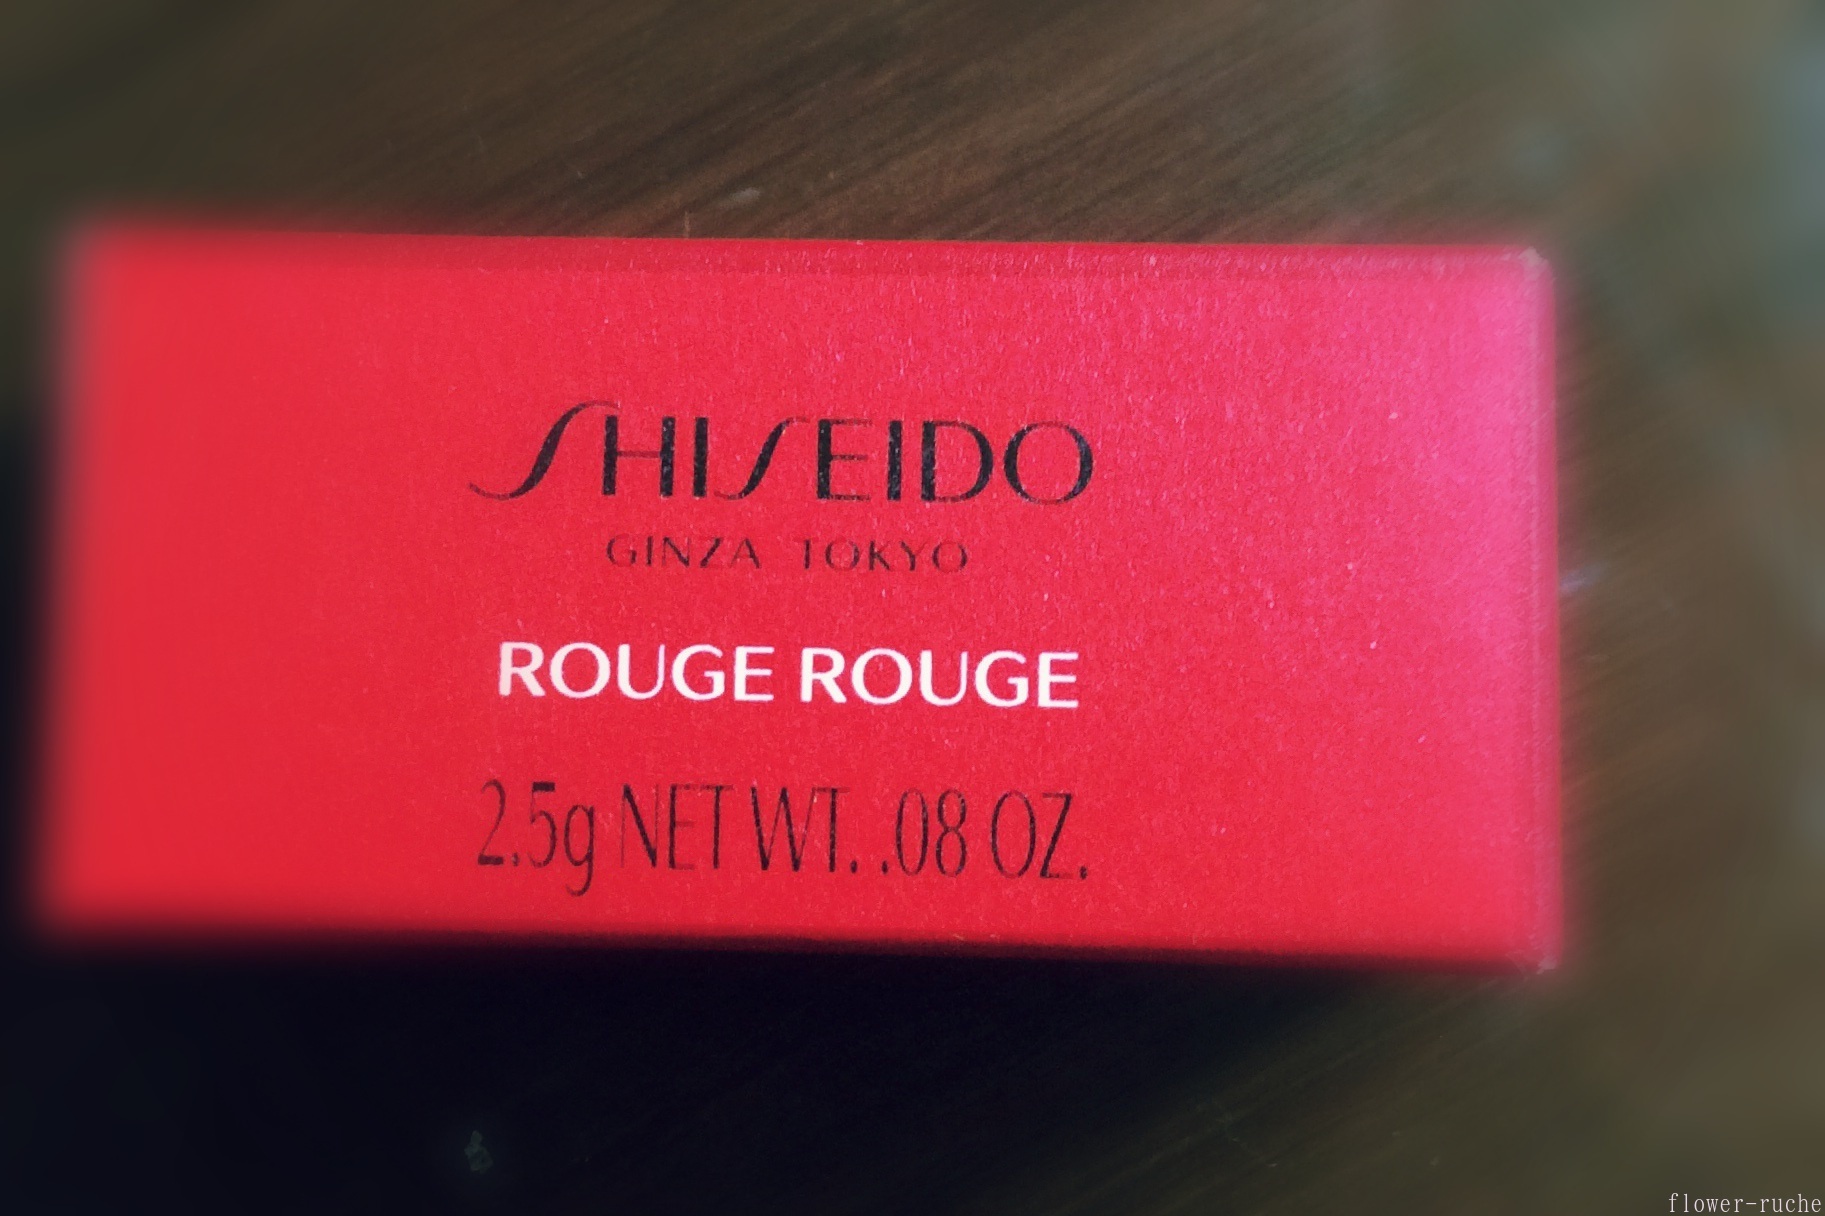 SHISEIDO
GINZA TOKYO
ROUGE ROUGE
2.5g NET WT. .08 OZ.
flower-ruche